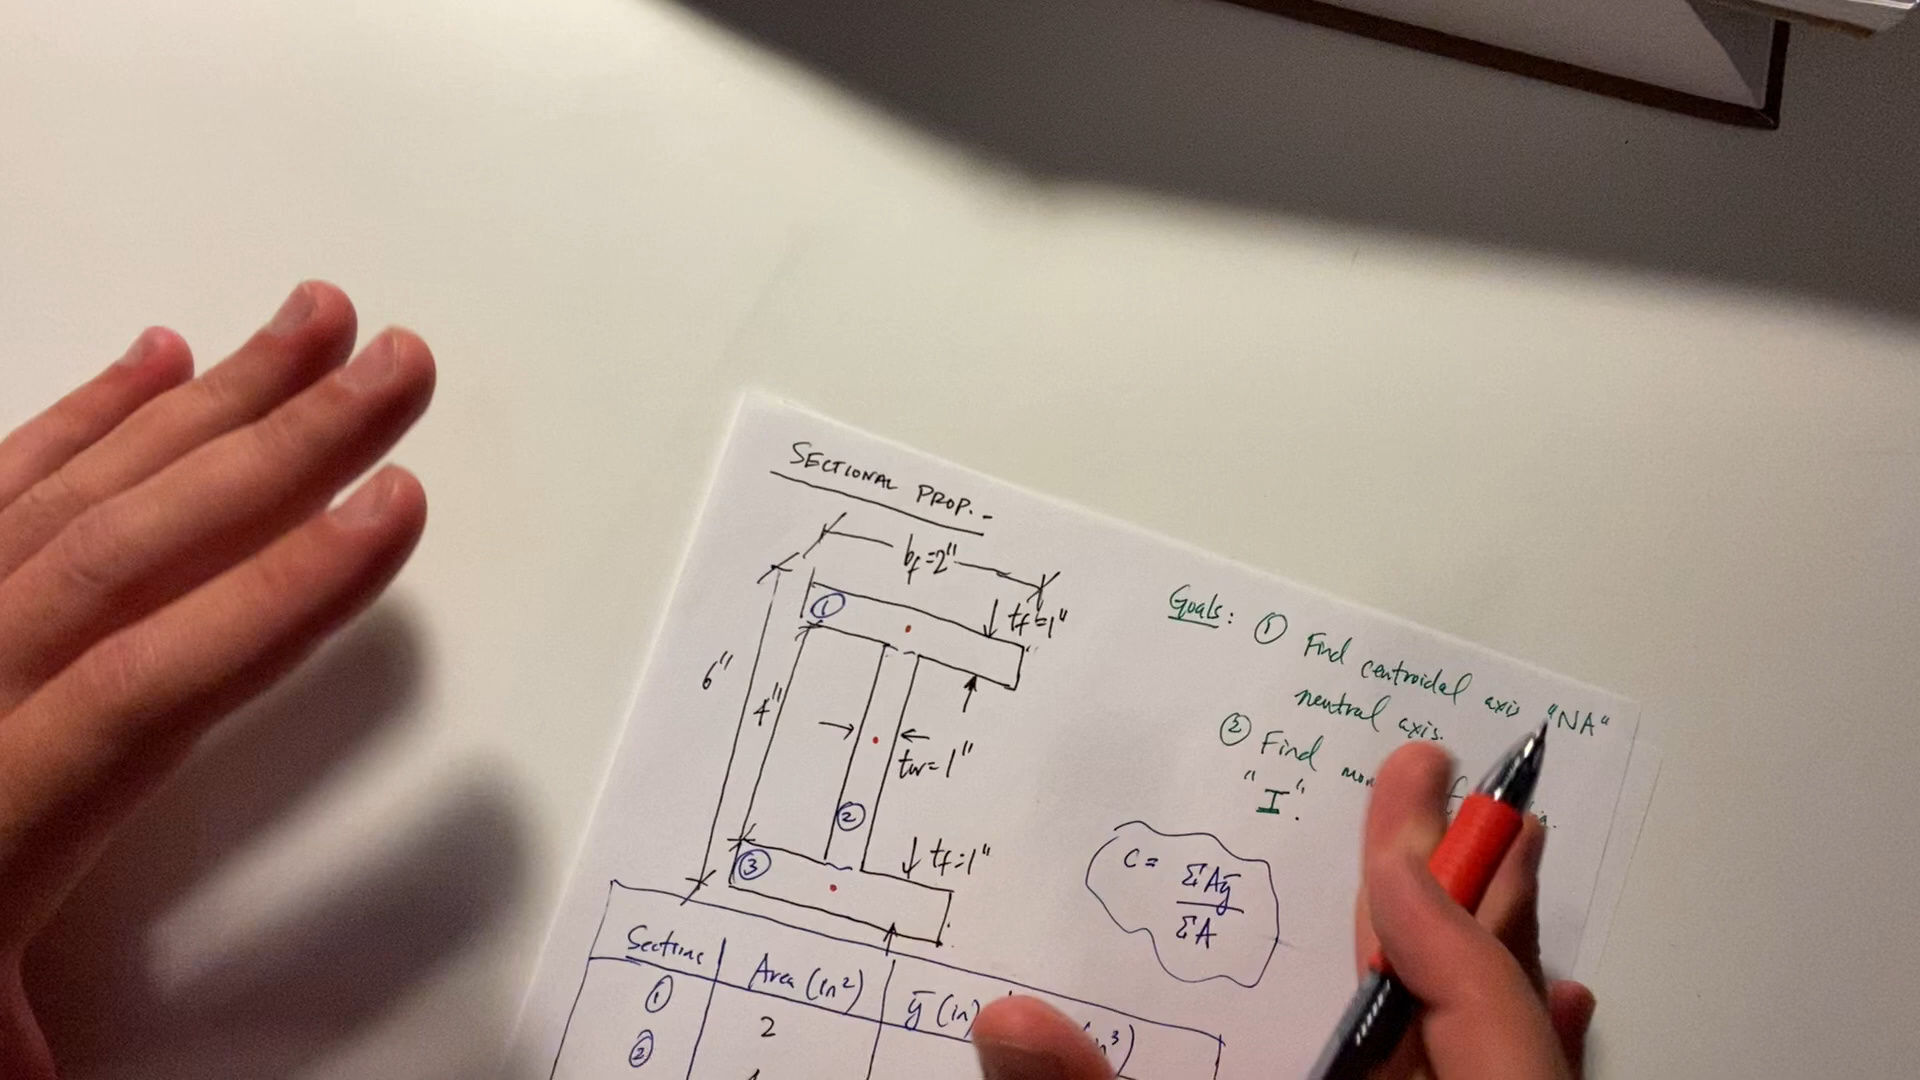 SECTIONAL PROP.-
bf=2"
tf=1"
①
6"
4"
tw=1"
②
③
tf=1"
Goals: ① Find centroidal axis "NA"
neutral axis.
② Find
"I".
C= ΣAȳ
ΣA
Sections Area (in²) ȳ (in)
① 2
②